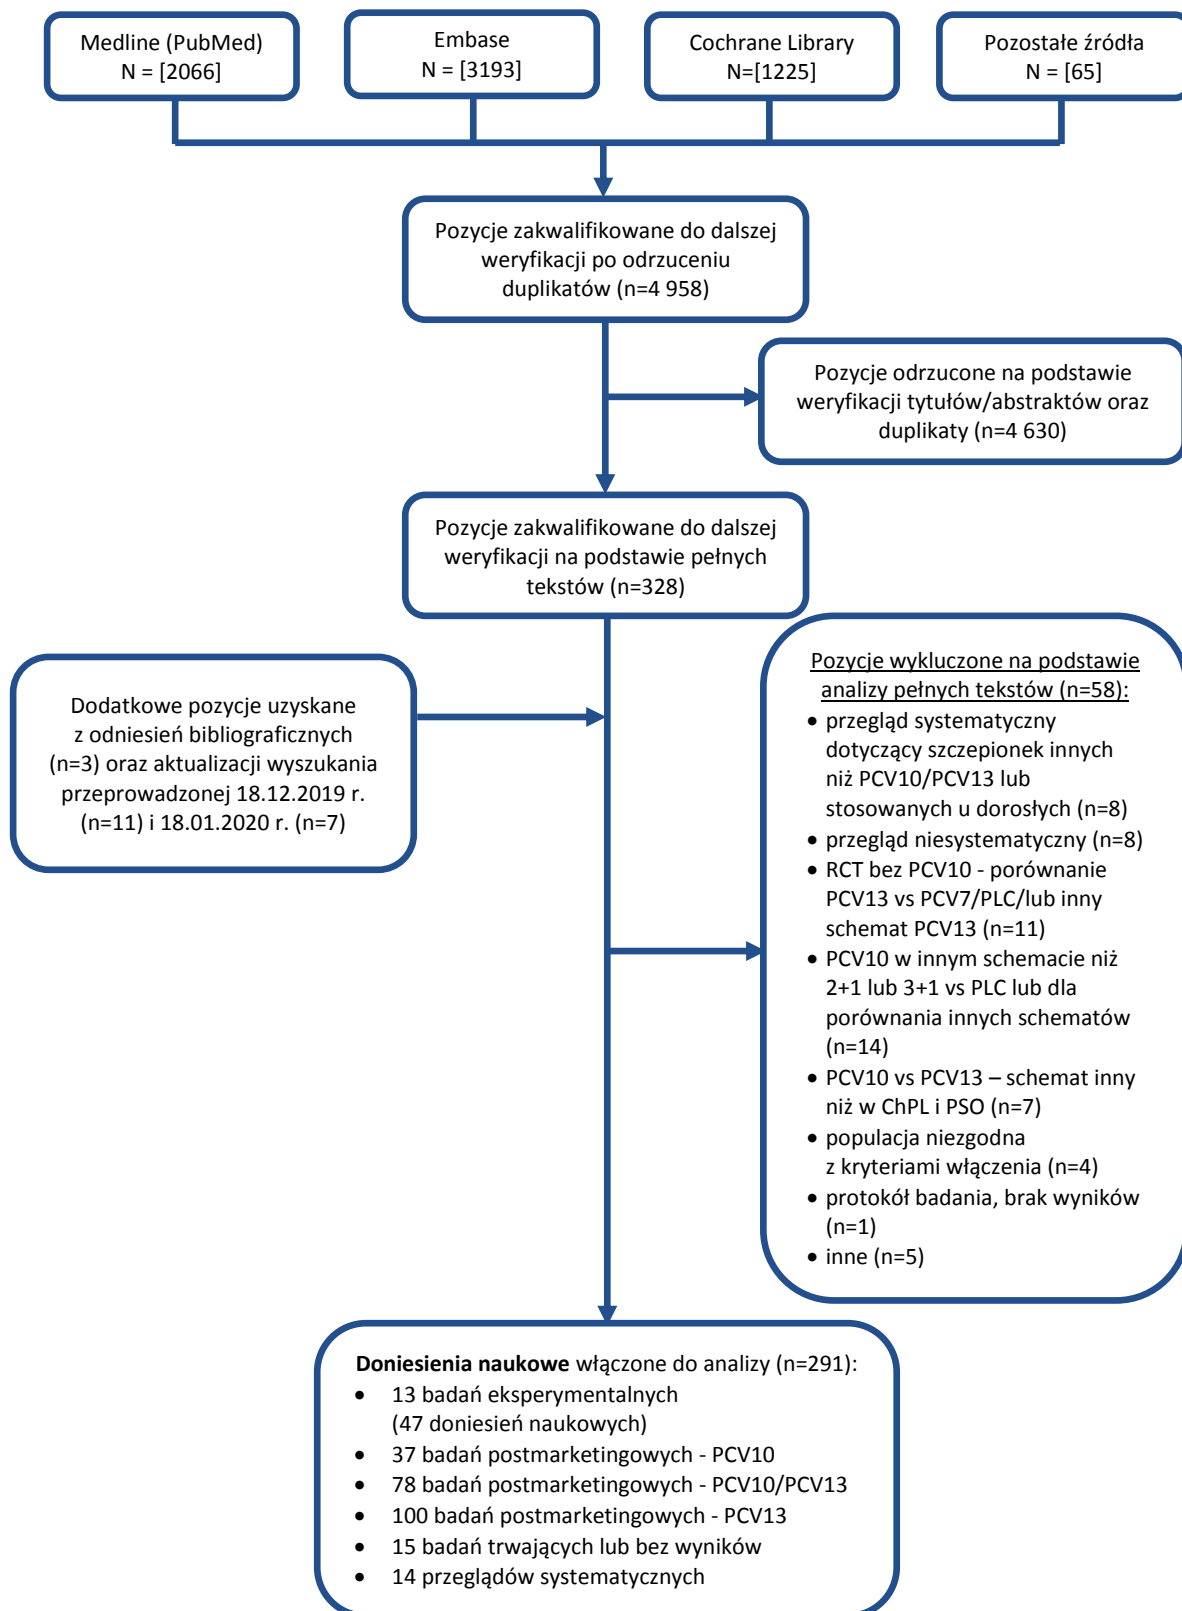 Medline (PubMed)
N = [2066]
Embase
N = [3193]
Cochrane Library
N=[1225]
Pozostałe źródła
N = [65]
Pozycje zakwalifikowane do dalszej
weryfikacji po odrzuceniu
duplikatów (n=4 958)
Pozycje odrzucone na podstawie
weryfikacji tytułów/abstraktów oraz
duplikaty (n=4 630)
Pozycje zakwalifikowane do dalszej
weryfikacji na podstawie pełnych
tekstów (n=328)
Dodatkowe pozycje uzyskane
z odniesień bibliograficznych
(n=3) oraz aktualizacji wyszukania
przeprowadzonej 18.12.2019 r.
(n=11) i 18.01.2020 r. (n=7)
Pozycje wykluczone na podstawie
analizy pełnych tekstów (n=58):
• przegląd systematyczny
dotyczący szczepionek innych
niż PCV10/PCV13 lub
stosowanych u dorosłych (n=8)
• przegląd niesystematyczny (n=8)
• RCT bez PCV10 - porównanie
PCV13 vs PCV7/PLC/lub inny
schemat PCV13 (n=11)
• PCV10 w innym schemacie niż
2+1 lub 3+1 vs PLC lub dla
porównania innych schematów
(n=14)
• PCV10 vs PCV13 – schemat inny
niż w ChPL i PSO (n=7)
• populacja niezgodna
z kryteriami włączenia (n=4)
• protokół badania, brak wyników
(n=1)
• inne (n=5)
Doniesienia naukowe włączone do analizy (n=291):
• 13 badań eksperymentalnych
(47 doniesień naukowych)
• 37 badań postmarketingowych - PCV10
• 78 badań postmarketingowych - PCV10/PCV13
• 100 badań postmarketingowych - PCV13
• 15 badań trwających lub bez wyników
• 14 przeglądów systematycznych